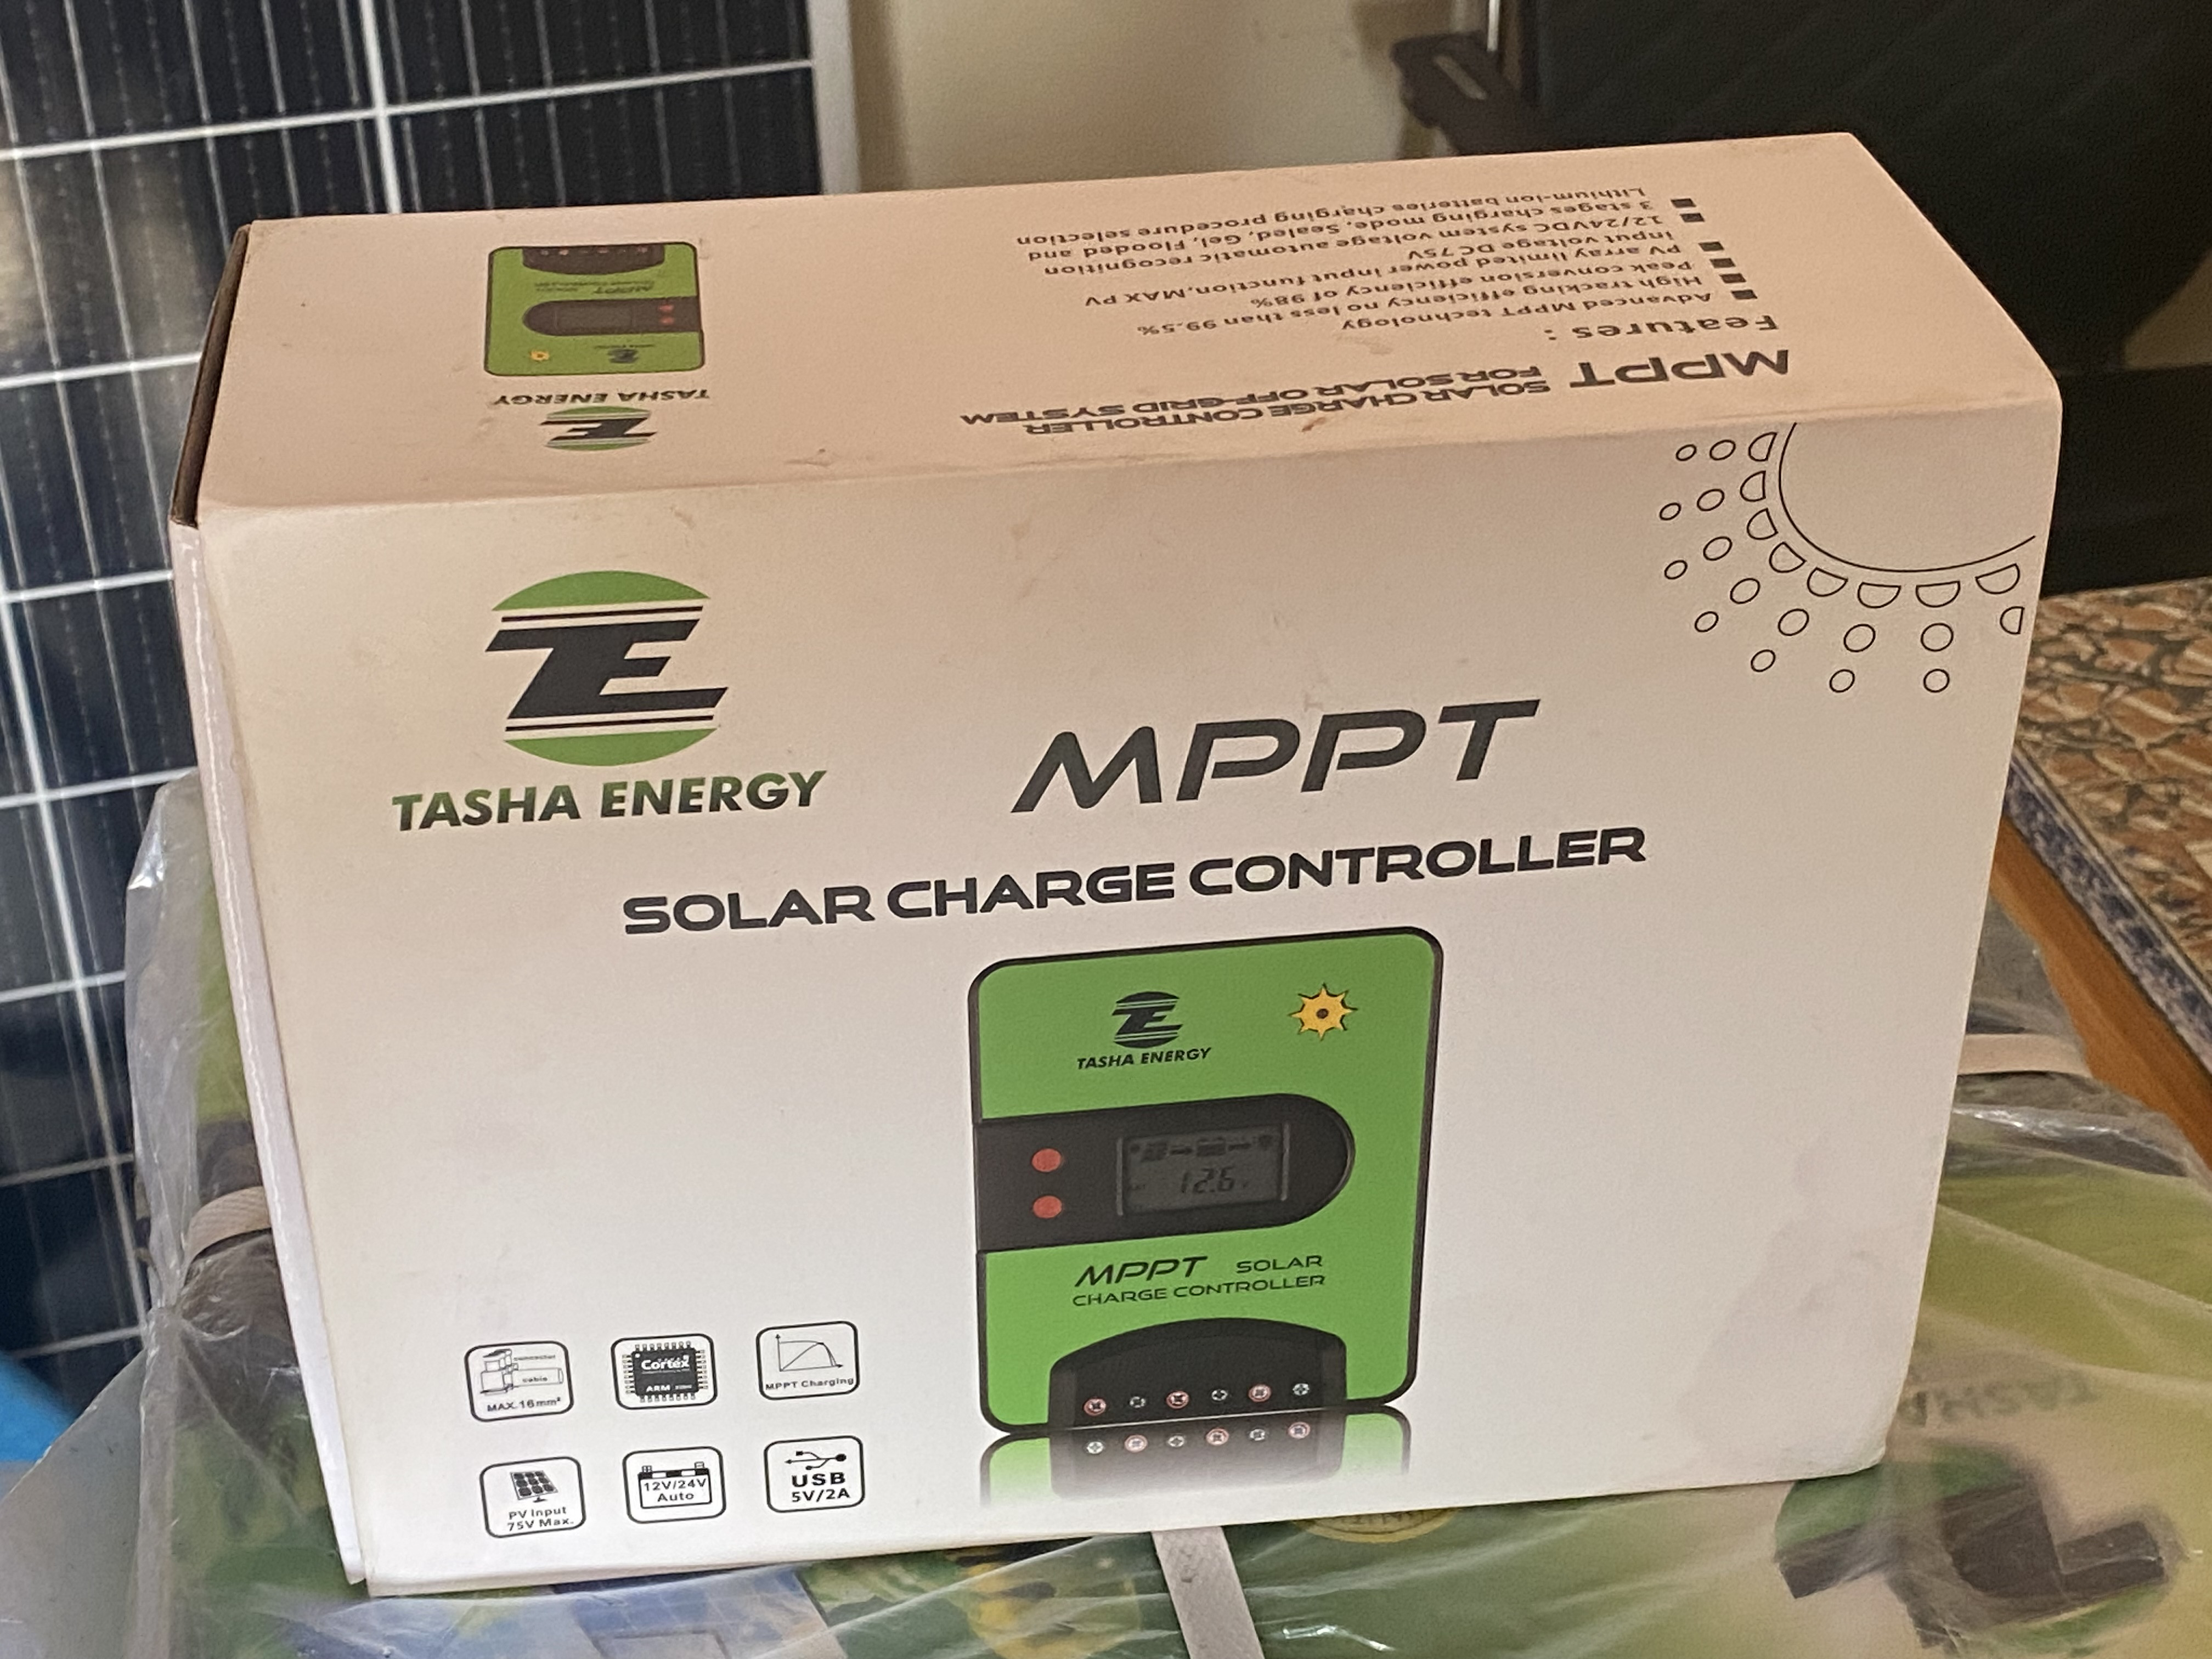 MPPT SOLAR CHARGE CONTROLLER
FOR SOLAR OFF-GRID SYSTEM
Features :
Advanced MPPT technology
High tracking efficiency no less than 99.5%
Peak conversion efficiency of 98%
PV array limited power input function, MAX PV
input voltage DC 75V
12/24VDC system voltage automatic recognition
3 stages charging mode, Sealed, Gel, Flooded and
Lithium-ion batteries charging procedure selection
TASHA ENERGY
TASHA ENERGY
MPPT
SOLAR CHARGE CONTROLLER
TASHA ENERGY
12.6
MPPT SOLAR
CHARGE CONTROLLER
connector
cable
MAX.16mm²
Cortex
ARM
MPPT Charging
PV Input
75V Max.
12V/24V
Auto
USB
5V/2A
TASHA